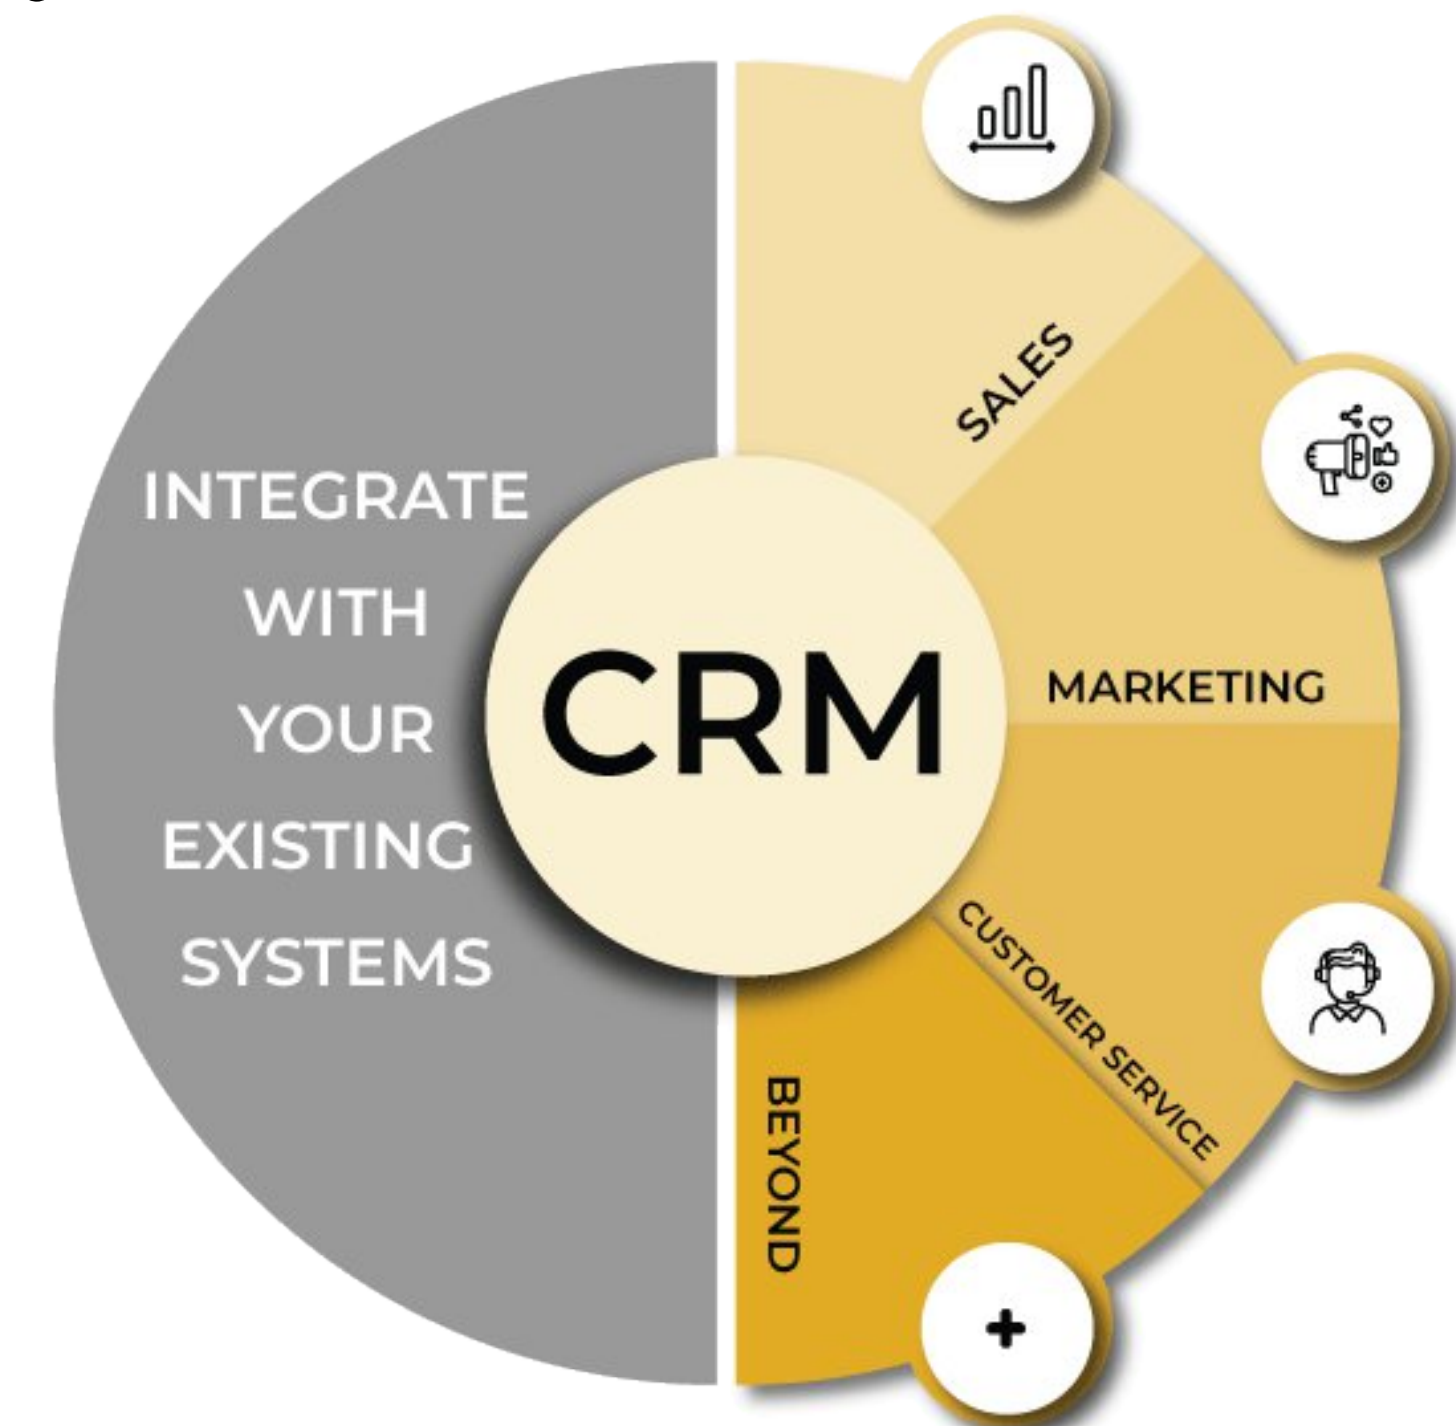 INTEGRATE
WITH
YOUR
EXISTING
SYSTEMS
CRM
SALES
MARKETING
CUSTOMER SERVICE
BEYOND